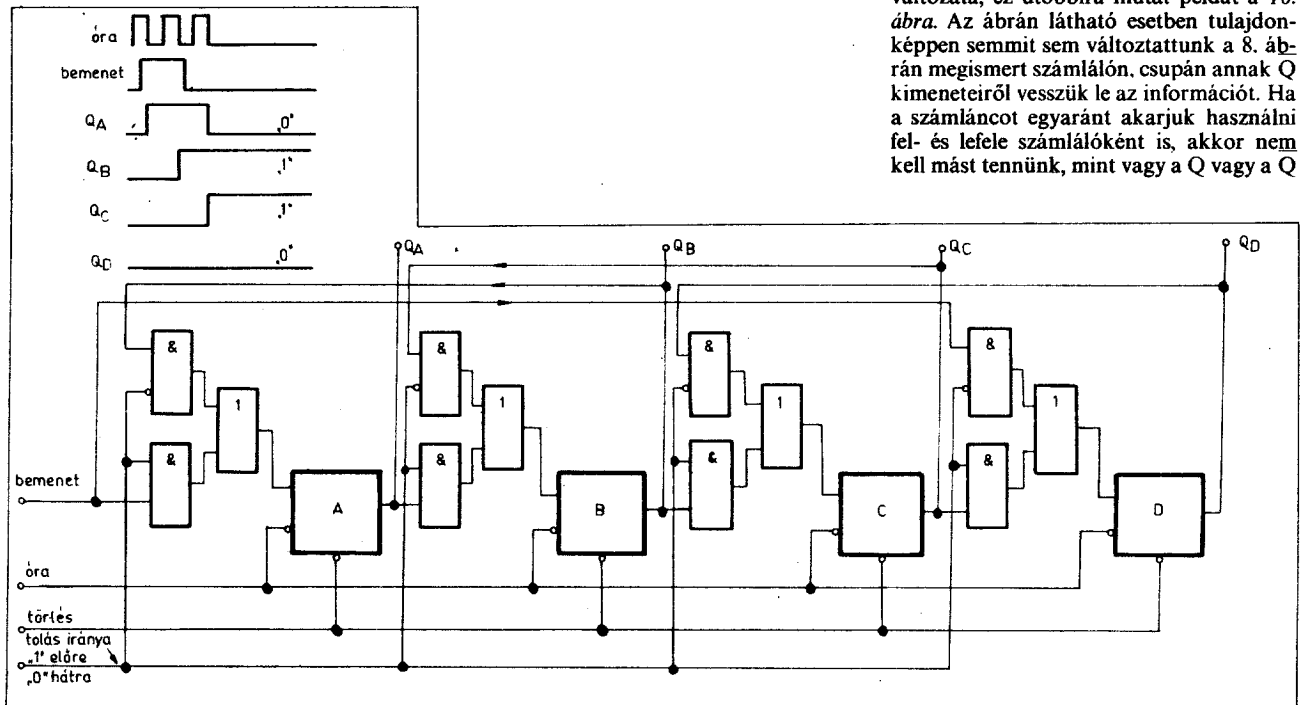 változata, ez utóbbira mutat példát a 10.
ábra. Az ábrán látható esetben tulajdon-
képpen semmit sem változtattunk a 8. áb-
rán megismert számlálón, csupán annak Q
kimeneteiről vesszük le az információt. Ha
a számláncot egyaránt akarjuk használni
fel- és lefele számlálóként is, akkor nem
kell mást tennünk, mint vagy a Q vagy a Q
óra
bemenet
QA „0"
QB „1"
QC „1"
QD „0"
QA QB QC QD
& & & &
1 1 1 1
& & & &
bemenet
A B C D
óra
törlés
tolás iránya
„1" előre
„0" hátra